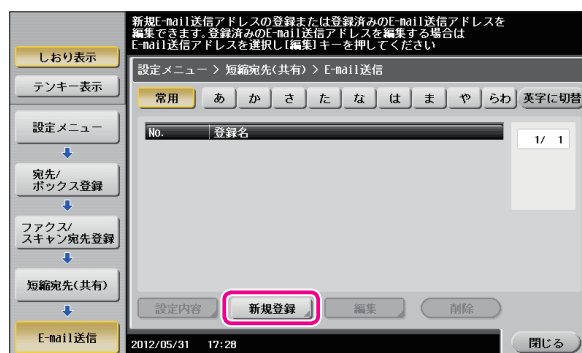 新規E-mail送信アドレスの登録または登録済みのE-mail送信アドレスを
編集できます。登録済みのE-mail送信アドレスを編集する場合は
E-mail送信アドレスを選択し[編集]キーを押してください
しおり表示
テンキー表示
設定メニュー
宛先/
ボックス登録
ファクス/
スキャン宛先登録
短縮宛先(共有)
E-mail送信
設定メニュー > 短縮宛先(共有) > E-mail送信
常用 あ か さ た な は ま や らわ 英字に切替
No. 登録名
1/ 1
設定内容 新規登録 編集 削除
2012/05/31 17:28 閉じる